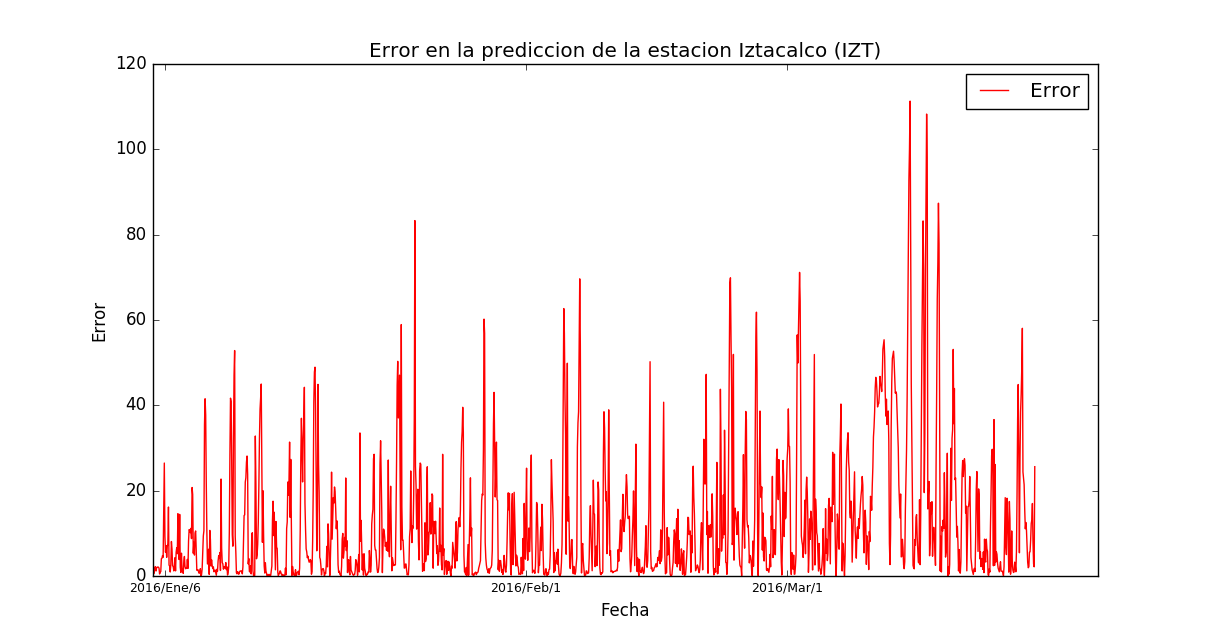 Error en la prediccion de la estacion Iztacalco (IZT)
120
Error
100
80
60
40
20
0
Error
2016/Ene/6
2016/Feb/1
2016/Mar/1
Fecha